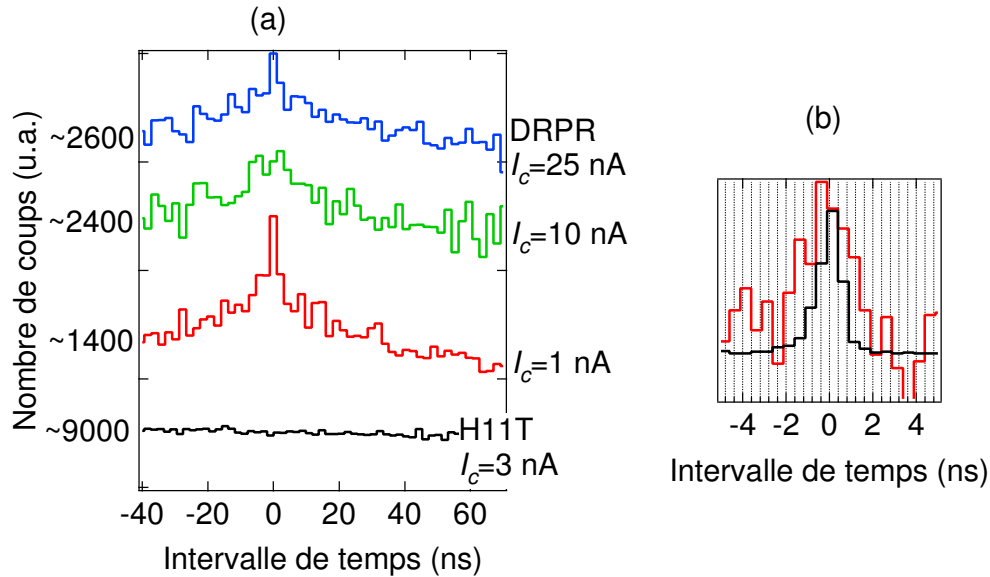 (a)
Nombre de coups (u.a.)
~2600
~2400
~1400
~9000
DRPR
Ic=25 nA
Ic=10 nA
Ic=1 nA
H11T
Ic=3 nA
-40 -20 0 20 40 60
Intervalle de temps (ns)
(b)
-4 -2 0 2 4
Intervalle de temps (ns)